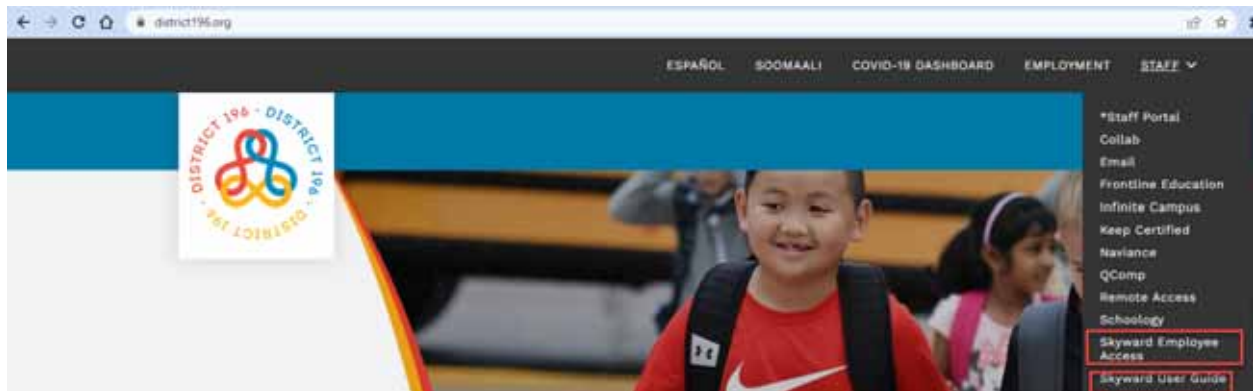 district196.org
ESPAÑOL SOOMAALI COVID-19 DASHBOARD EMPLOYMENT STAFF
DISTRICT 196 · DISTRICT 196 · DISTRICT 196 ·
*Staff Portal
Collab
Email
Frontline Education
Infinite Campus
Keep Certified
Naviance
QComp
Remote Access
Schoology
Skyward Employee
Access
Skyward User Guide